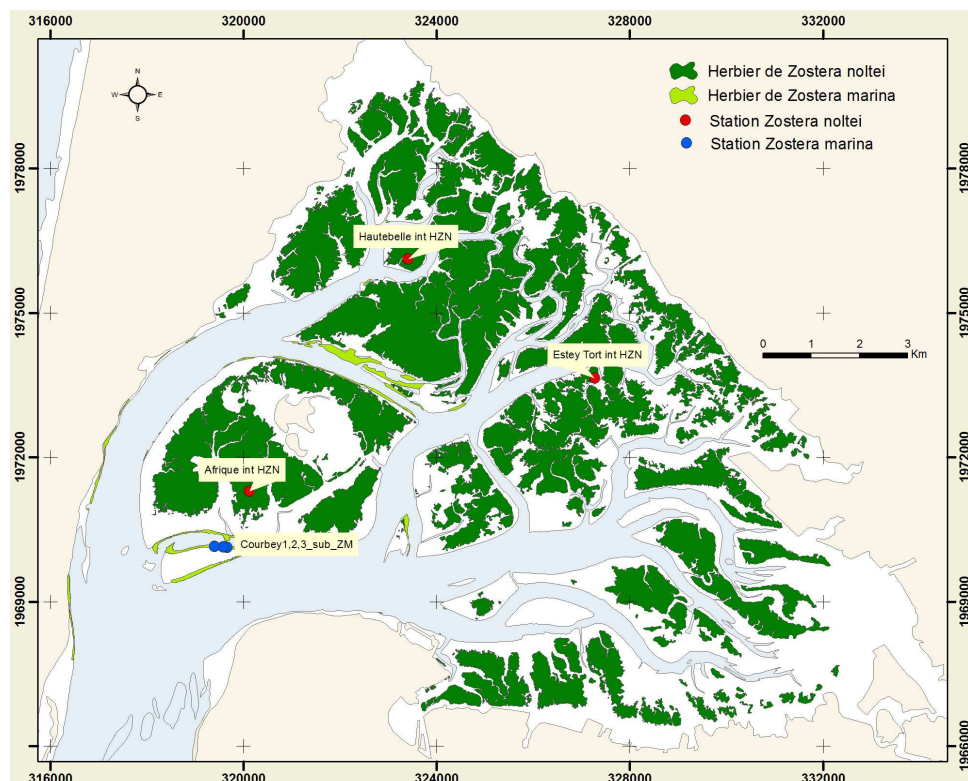 316000 320000 324000 328000 332000
N
W E
S
Herbier de Zostera noltei
Herbier de Zostera marina
Station Zostera noltei
Station Zostera marina
1978000 1978000
Hautebelle int HZN
1975000 1975000
Estey Tort int HZN
0 1 2 3
Km
1972000 1972000
Afrique int HZN
Courbey1,2,3_sub_ZM
1969000 1969000
1966000 1966000
316000 320000 324000 328000 332000